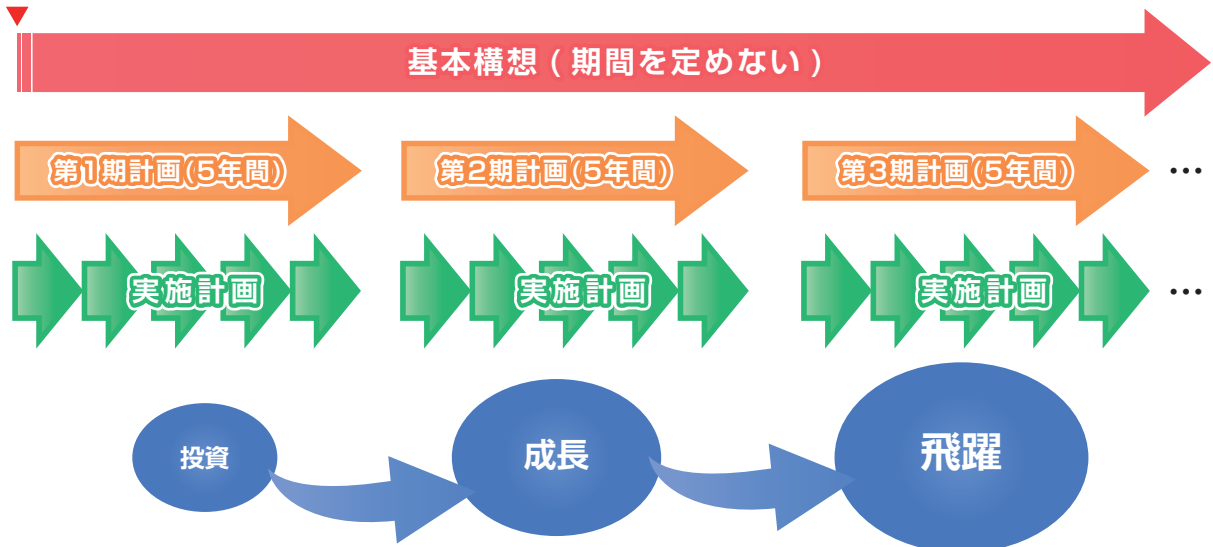 基本構想(期間を定めない)
第1期計画(5年間)
第2期計画(5年間)
第3期計画(5年間)
…
実施計画
実施計画
実施計画
…
投資
成長
飛躍